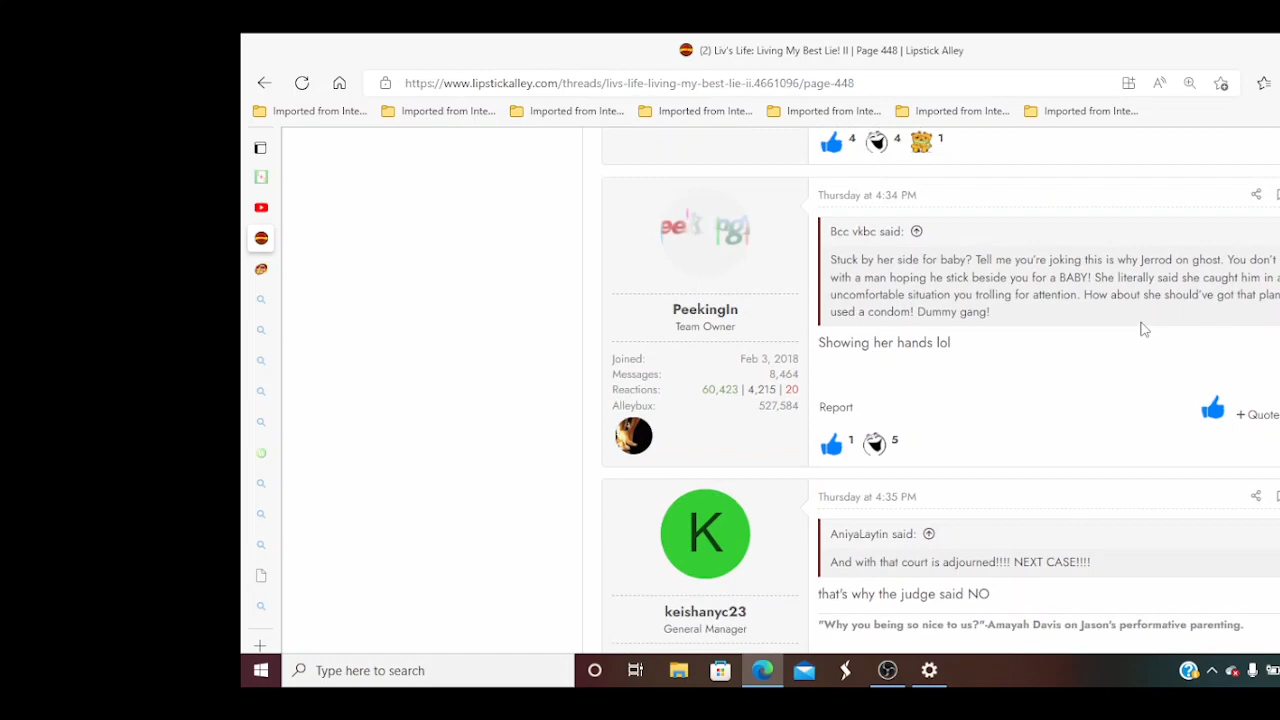 (2) Liv's Life: Living My Best Lie! II | Page 448 | Lipstick Alley
https://www.lipstickalley.com/threads/livs-life-living-my-best-lie-ii.4661096/page-448
Imported from Inte... Imported from Inte... Imported from Inte... Imported from Inte... Imported from Inte... Imported from Inte... Imported from Inte...
4 4 1
Thursday at 4:34 PM
Bcc vkbc said:
Stuck by her side for baby? Tell me you're joking this is why Jerrod on ghost. You don't
with a man hoping he stick beside you for a BABY! She literally said she caught him in a
uncomfortable situation you trolling for attention. How about she should've got that plan
used a condom! Dummy gang!
PeekingIn
Team Owner
Joined: Feb 3, 2018
Messages: 8,464
Reactions: 60,423 | 4,215 | 20
Alleybux: 527,584
Showing her hands lol
Report
+ Quote
1 5
K
keishanyc23
General Manager
Thursday at 4:35 PM
AniyaLaytin said:
And with that court is adjourned!!!! NEXT CASE!!!!
that's why the judge said NO
"Why you being so nice to us?"-Amayah Davis on Jason's performative parenting.
Type here to search